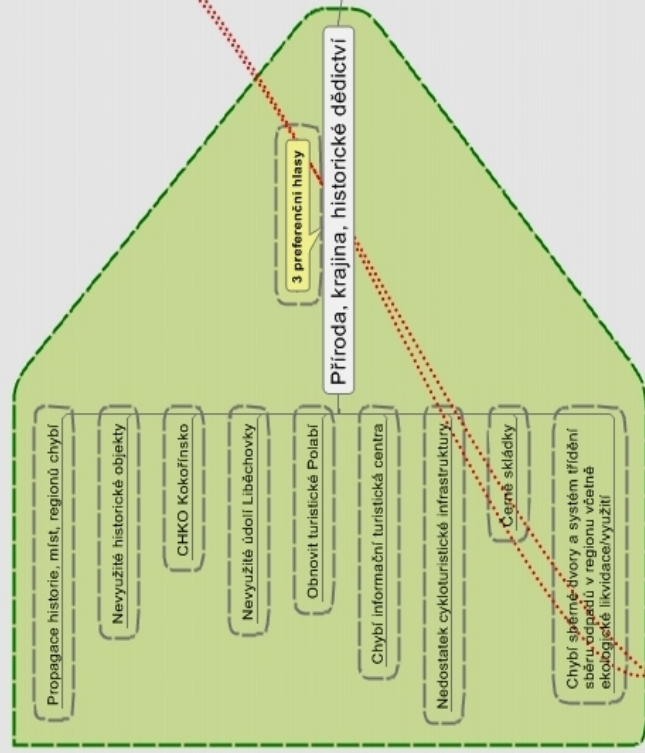 3 preferenční hlasy
Příroda, krajina, historické dědictví
Propagace historie, míst, regionů chybí
Nevyužité historické objekty
CHKO Kokořínsko
Nevyužité údolí Liběchovky
Obnovit turistické Polabí
Chybí informační turistická centra
Nedostatek cykloturistické infrastruktury
Černé skládky
Chybí sběrné dvory a systém třídění
sběru odpadů v regionu včetně
ekologické likvidace/využití